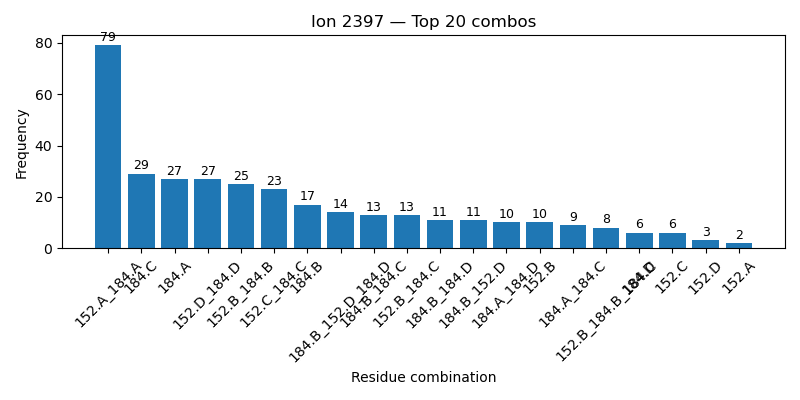 Ion 2397 — Top 20 combos
Frequency
80
60
40
20
0
79
29
27
27
25
23
17
14
13
13
11
11
10
10
9
8
6
6
3
2
152.A_184.A
184.C
184.A
152.D_184.D
152.B_184.B
152.C_184.C
184.B
184.B_152.D_184.D
184.B_184.C
152.B_184.C
184.B_184.D
184.B_152.D
184.A_184.D
152.B
184.A_184.C
152.C
152.D
152.A
Residue combination